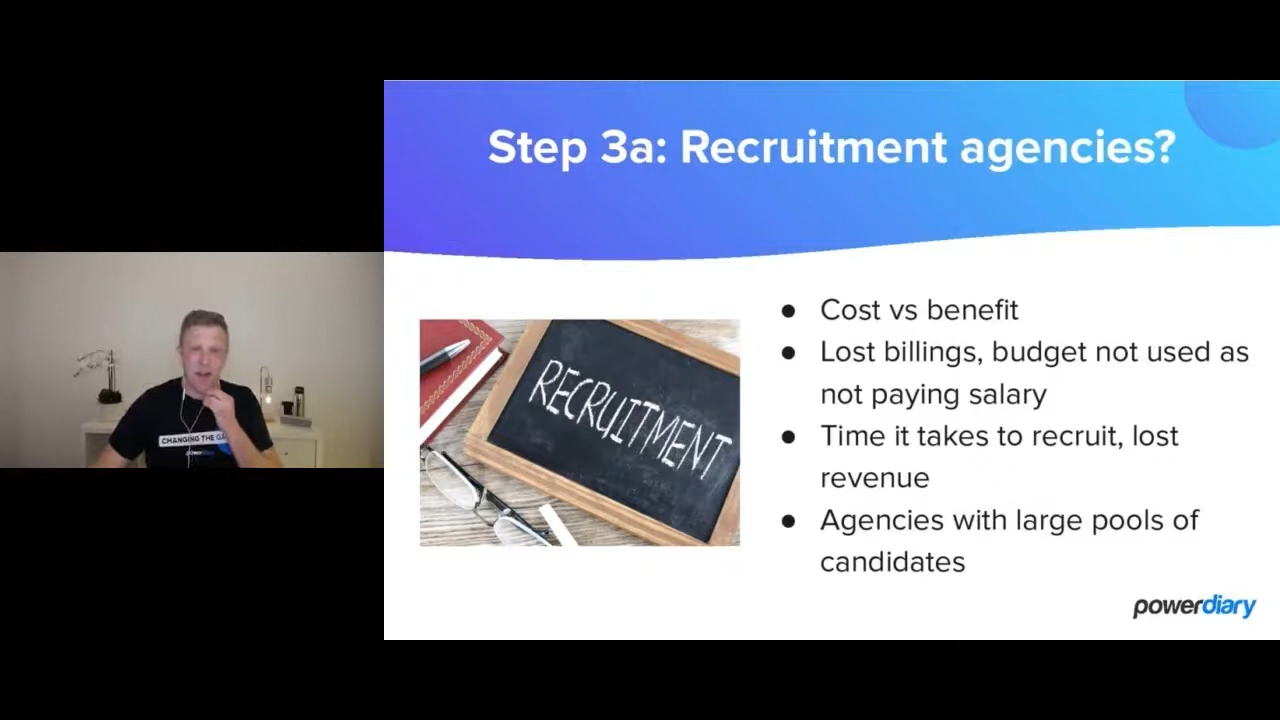 Step 3a: Recruitment agencies?
CHANGING THE GA
powerdiary
RECRUITMENT
● Cost vs benefit
● Lost billings, budget not used as
not paying salary
● Time it takes to recruit, lost
revenue
● Agencies with large pools of
candidates
powerdiary